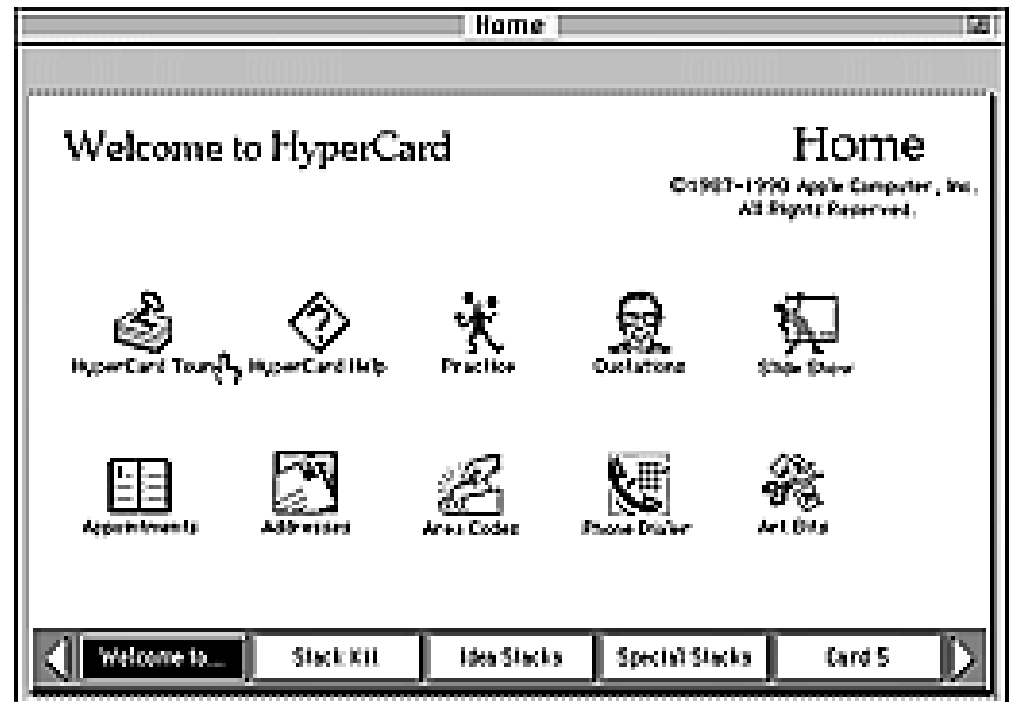 Home
Welcome to HyperCard
Home
©1987-1990 Apple Computer, Inc.
All Rights Reserved.
HyperCard Tour
HyperCard Help
Practice
Quotations
Slide Show
Appointments
Addresses
Area Codes
Phone Dialer
Art Bits
Welcome to...
Stack Kit
Idea Stacks
Special Stacks
Card 5